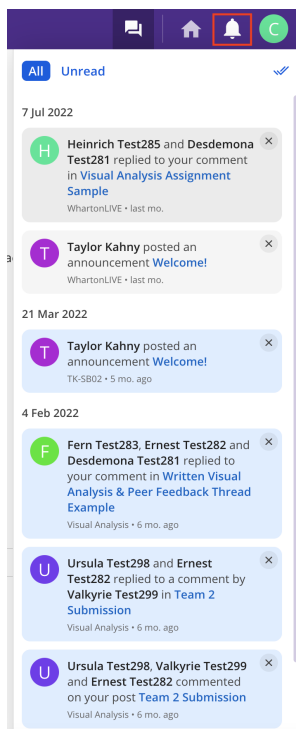 C
All Unread
7 Jul 2022
H
Heinrich Test285 and Desdemona
Test281 replied to your comment
in Visual Analysis Assignment
Sample
WhartonLIVE • last mo.
a
T
Taylor Kahny posted an
announcement Welcome!
WhartonLIVE • last mo.
21 Mar 2022
T
Taylor Kahny posted an
announcement Welcome!
TK-SB02 • 5 mo. ago
4 Feb 2022
F
Fern Test283, Ernest Test282 and
Desdemona Test281 replied to
your comment in Written Visual
Analysis & Peer Feedback Thread
Example
Visual Analysis • 6 mo. ago
U
Ursula Test298 and Ernest
Test282 replied to a comment by
Valkyrie Test299 in Team 2
Submission
Visual Analysis • 6 mo. ago
U
Ursula Test298, Valkyrie Test299
and Ernest Test282 commented
on your post Team 2 Submission
Visual Analysis • 6 mo. ago